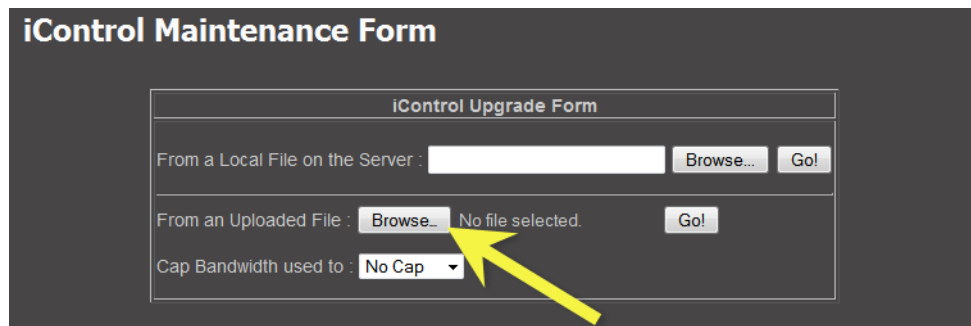 iControl Maintenance Form
iControl Upgrade Form
From a Local File on the Server : Browse... Go!
From an Uploaded File : Browse... No file selected. Go!
Cap Bandwidth used to : No Cap